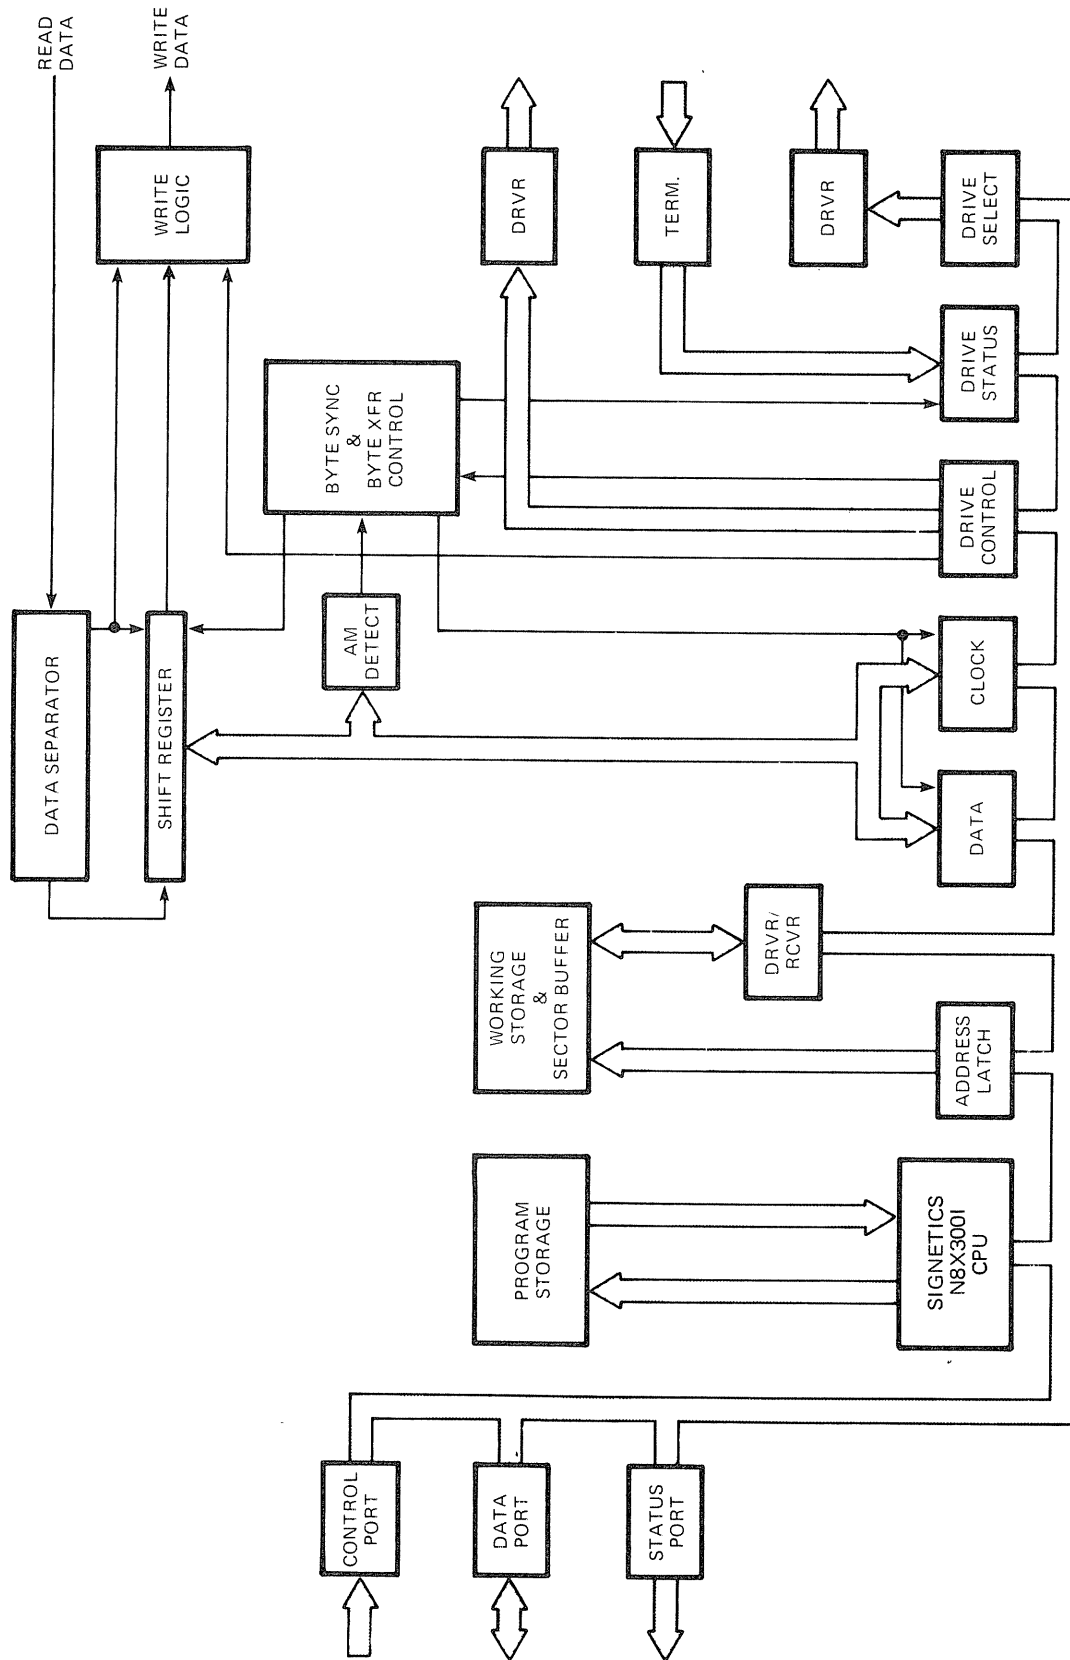 READ
DATA
WRITE
DATA
WRITE
LOGIC
DATA SEPARATOR
SHIFT REGISTER
AM
DETECT
BYTE SYNC
&
BYTE XFR
CONTROL
DRVR
TERM.
DRVR
CONTROL
PORT
DATA
PORT
STATUS
PORT
PROGRAM
STORAGE
WORKING
STORAGE
&
SECTOR BUFFER
DRVR/
RCVR
SIGNETICS
N8X300I
CPU
ADDRESS
LATCH
DATA
CLOCK
DRIVE
CONTROL
DRIVE
STATUS
DRIVE
SELECT